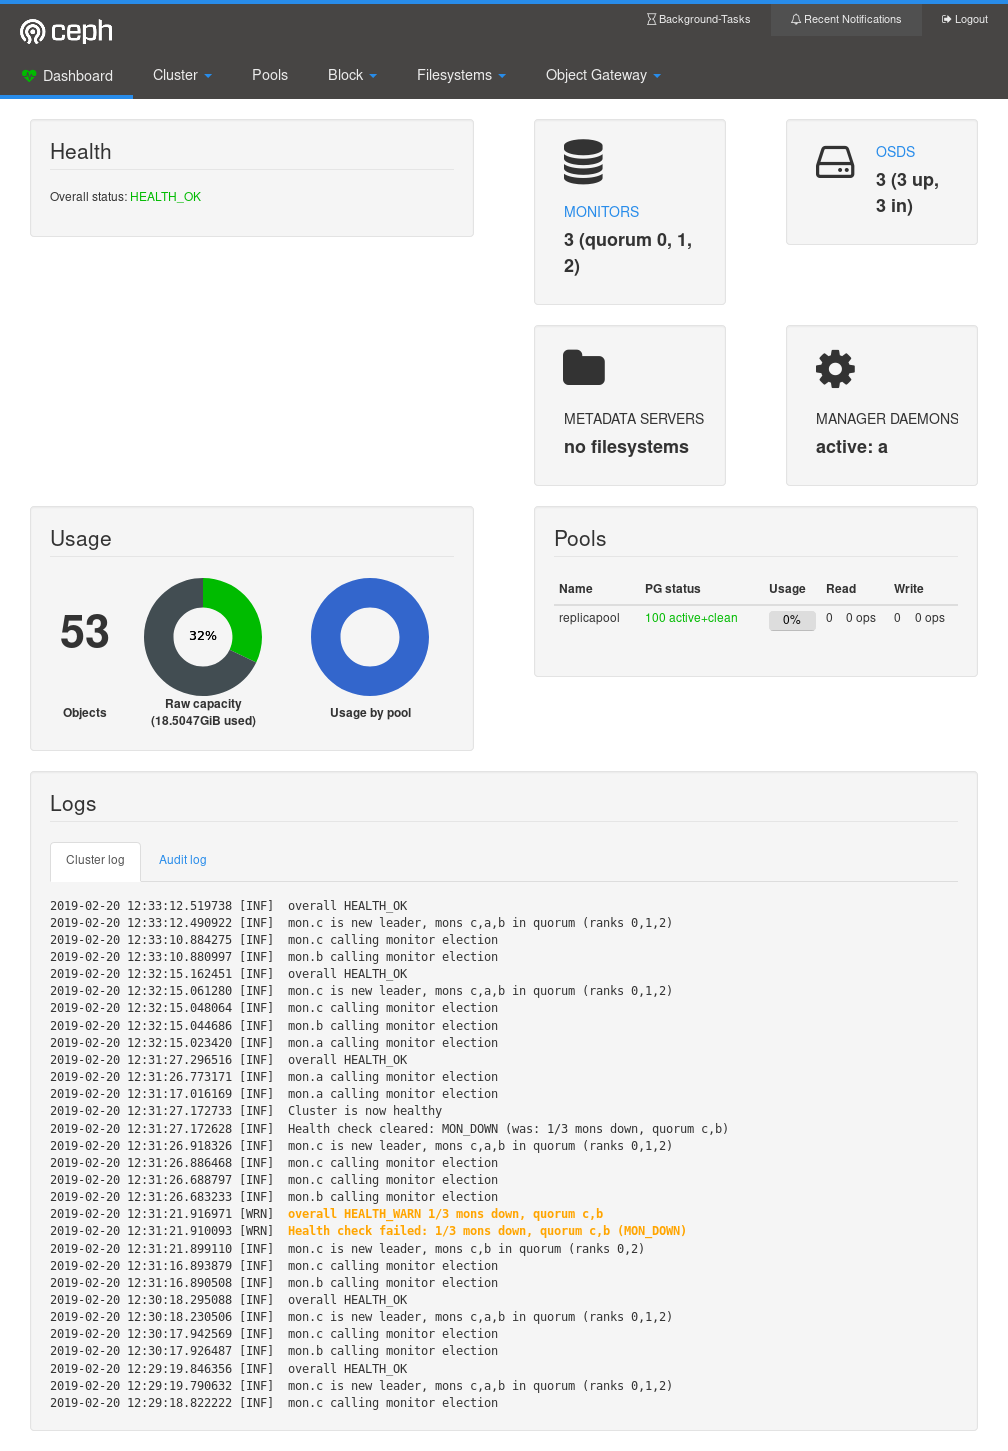 ceph
Background-Tasks
Recent Notifications
Logout
Dashboard
Cluster
Pools
Block
Filesystems
Object Gateway
Health
Overall status: HEALTH_OK
MONITORS
3 (quorum 0, 1,
2)
OSDS
3 (3 up,
3 in)
METADATA SERVERS
no filesystems
MANAGER DAEMONS
active: a
Usage
53
Objects
32%
Raw capacity
(18.5047GiB used)
Usage by pool
Pools
Name PG status Usage Read Write
replicapool 100 active+clean 0% 0 0 ops 0 0 ops
Logs
Cluster log
Audit log
2019-02-20 12:33:12.519738 [INF] overall HEALTH_OK
2019-02-20 12:33:12.490922 [INF] mon.c is new leader, mons c,a,b in quorum (ranks 0,1,2)
2019-02-20 12:33:10.884275 [INF] mon.c calling monitor election
2019-02-20 12:33:10.880997 [INF] mon.b calling monitor election
2019-02-20 12:32:15.162451 [INF] overall HEALTH_OK
2019-02-20 12:32:15.061280 [INF] mon.c is new leader, mons c,a,b in quorum (ranks 0,1,2)
2019-02-20 12:32:15.048064 [INF] mon.c calling monitor election
2019-02-20 12:32:15.044686 [INF] mon.b calling monitor election
2019-02-20 12:32:15.023420 [INF] mon.a calling monitor election
2019-02-20 12:31:27.296516 [INF] overall HEALTH_OK
2019-02-20 12:31:26.773171 [INF] mon.a calling monitor election
2019-02-20 12:31:17.016169 [INF] mon.a calling monitor election
2019-02-20 12:31:27.172733 [INF] Cluster is now healthy
2019-02-20 12:31:27.172628 [INF] Health check cleared: MON_DOWN (was: 1/3 mons down, quorum c,b)
2019-02-20 12:31:26.918326 [INF] mon.c is new leader, mons c,a,b in quorum (ranks 0,1,2)
2019-02-20 12:31:26.886468 [INF] mon.c calling monitor election
2019-02-20 12:31:26.688797 [INF] mon.c calling monitor election
2019-02-20 12:31:26.683233 [INF] mon.b calling monitor election
2019-02-20 12:31:21.916971 [WRN] overall HEALTH_WARN 1/3 mons down, quorum c,b
2019-02-20 12:31:21.910093 [WRN] Health check failed: 1/3 mons down, quorum c,b (MON_DOWN)
2019-02-20 12:31:21.899110 [INF] mon.c is new leader, mons c,b in quorum (ranks 0,2)
2019-02-20 12:31:16.893879 [INF] mon.c calling monitor election
2019-02-20 12:31:16.890508 [INF] mon.b calling monitor election
2019-02-20 12:30:18.295088 [INF] overall HEALTH_OK
2019-02-20 12:30:18.230506 [INF] mon.c is new leader, mons c,a,b in quorum (ranks 0,1,2)
2019-02-20 12:30:17.942569 [INF] mon.c calling monitor election
2019-02-20 12:30:17.926487 [INF] mon.b calling monitor election
2019-02-20 12:29:19.846356 [INF] overall HEALTH_OK
2019-02-20 12:29:19.790632 [INF] mon.c is new leader, mons c,a,b in quorum (ranks 0,1,2)
2019-02-20 12:29:18.822222 [INF] mon.c calling monitor election